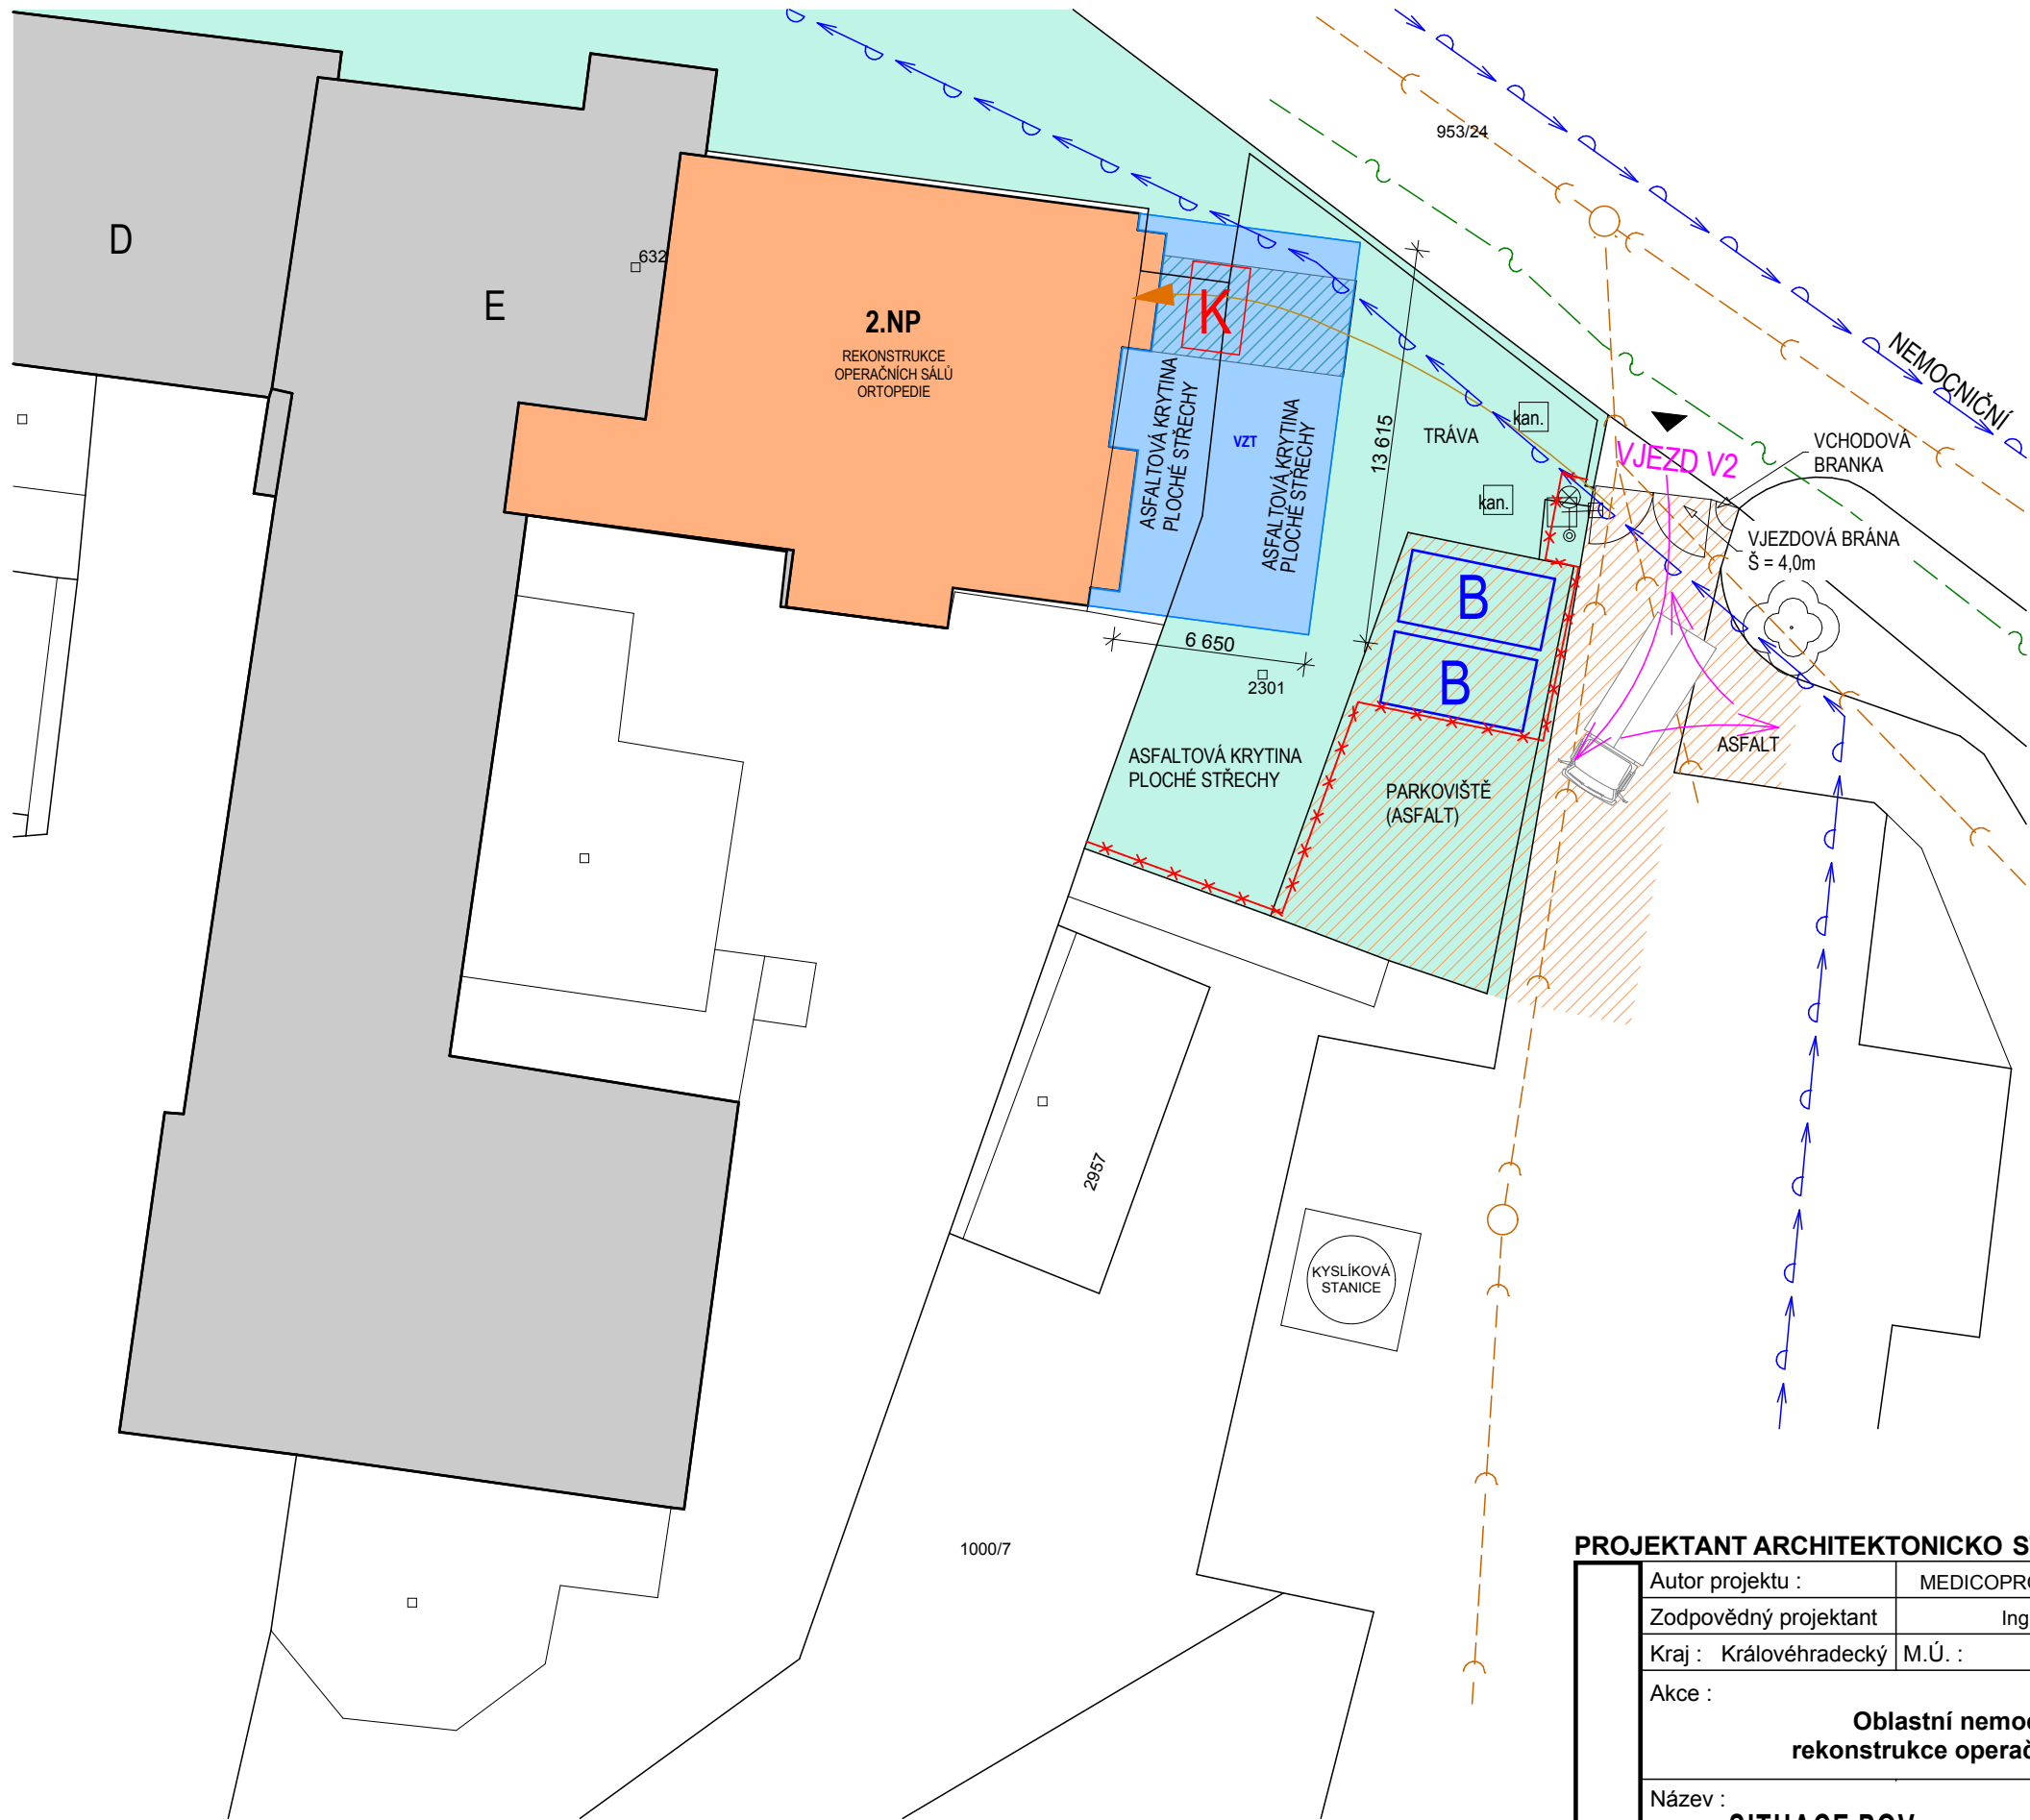 953/24
D
632
E
2.NP
REKONSTRUKCE
OPERAČNÍCH SÁLŮ
ORTOPEDIE
K
NEMOCNIČNÍ
ASFALTOVÁ KRYTINA
PLOCHÉ STŘECHY
VZT
ASFALTOVÁ KRYTINA
PLOCHÉ STŘECHY
13 615
TRÁVA
kan.
kan.
VJEZD V2
VCHODOVÁ
BRANKA
VJEZDOVÁ BRÁNA
Š = 4,0m
B
B
6 650
2301
ASFALTOVÁ KRYTINA
PLOCHÉ STŘECHY
PARKOVIŠTĚ
(ASFALT)
ASFALT
2957
KYSLÍKOVÁ
STANICE
1000/7
PROJEKTANT ARCHITEKTONICKO
Autor projektu :
Zodpovědný projektant Ing
Kraj : Královéhradecký M.Ú. :
Akce :
Oblastní
rekonstrukce
Název :